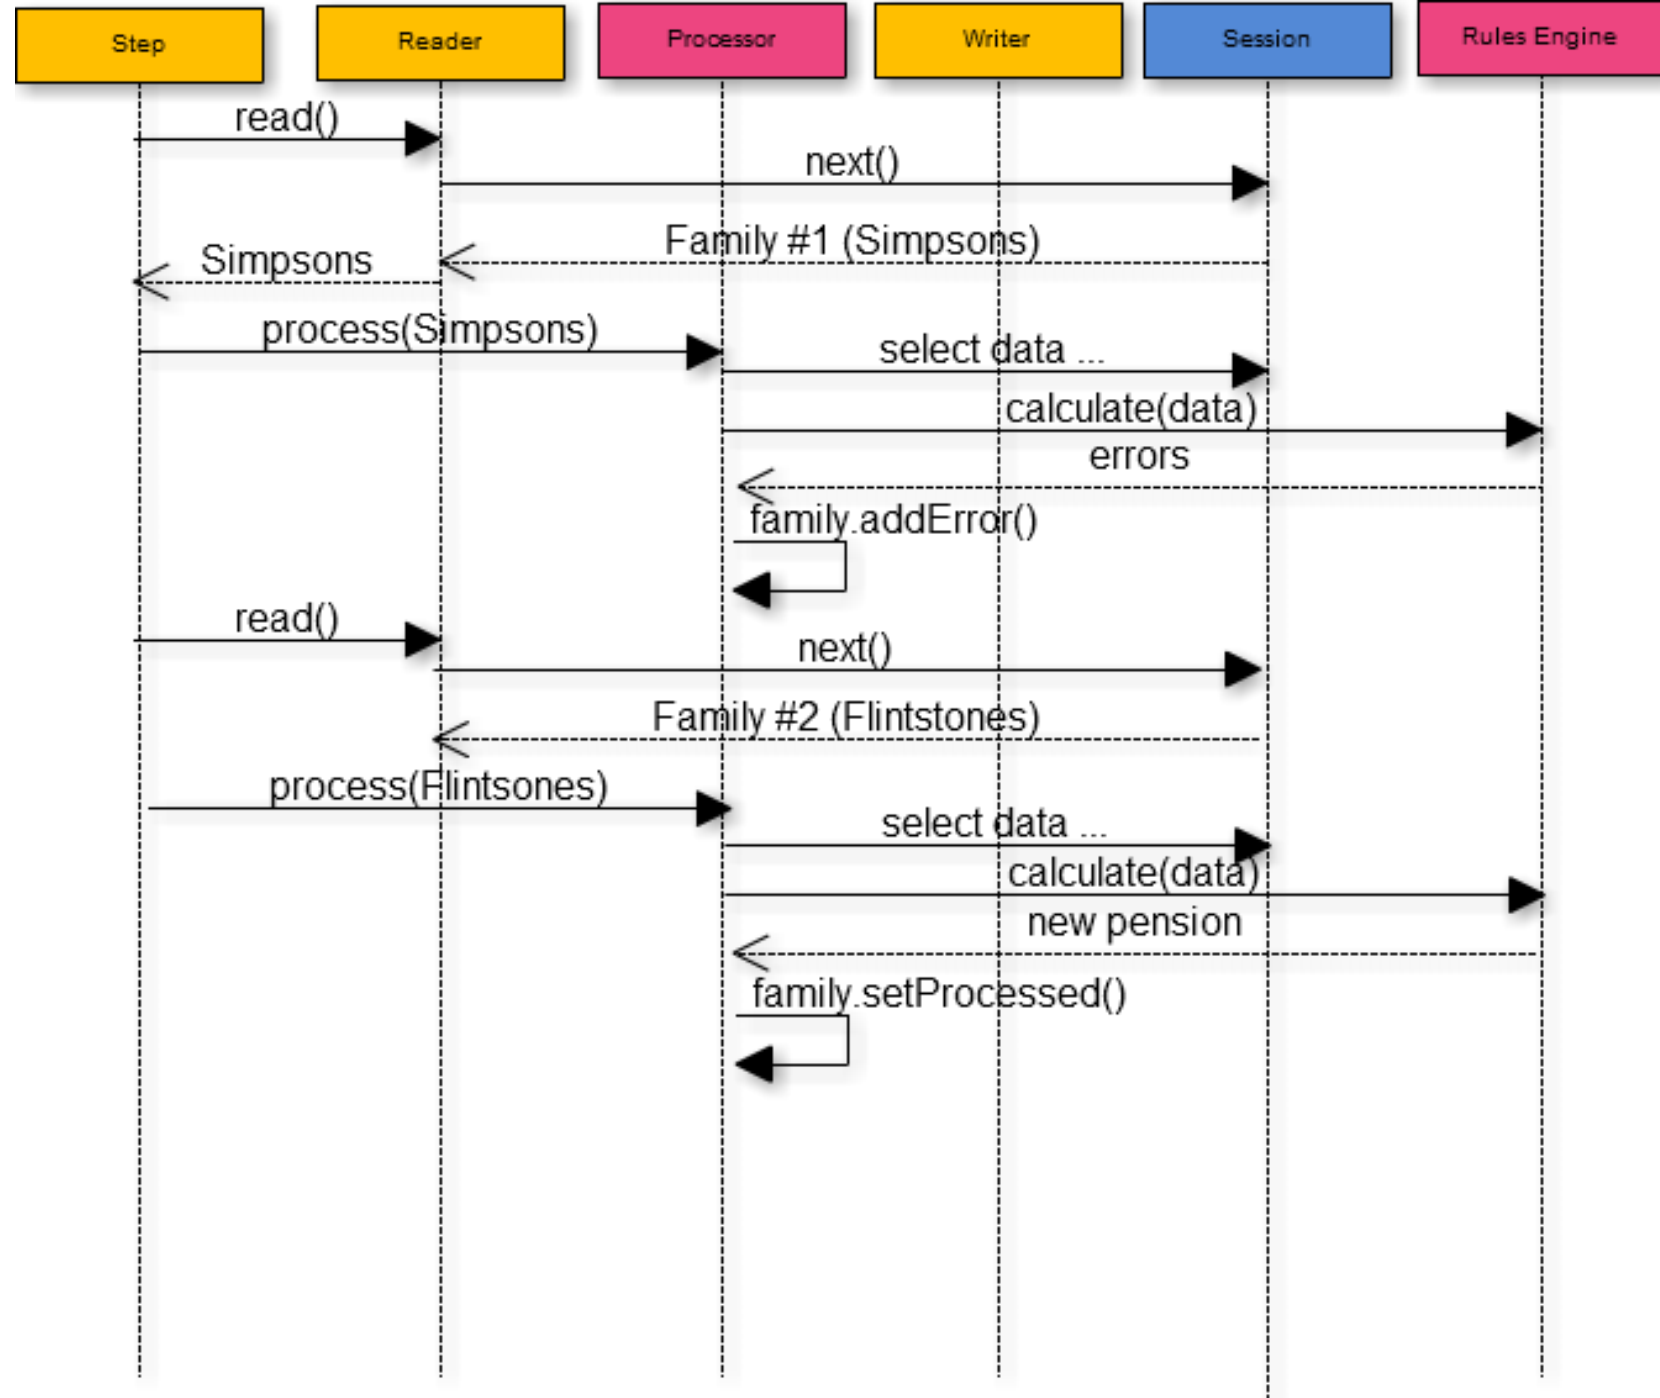 Step
Reader
Processor
Writer
Session
Rules Engine
read()
next()
Family #1 (Simpsons)
Simpsons
process(Simpsons)
select data ...
calculate(data)
errors
family.addError()
read()
next()
Family #2 (Flintstones)
process(Flintsones)
select data ...
calculate(data)
new pension
family.setProcessed()